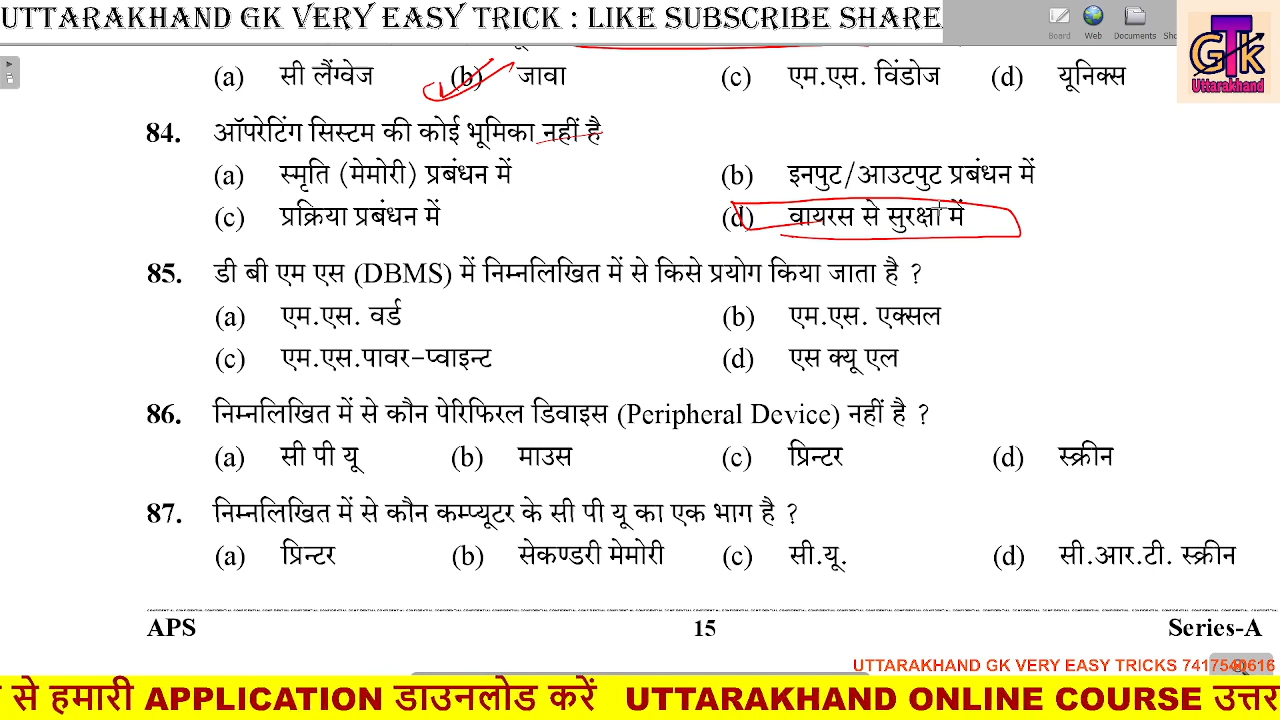 UTTARAKHAND GK VERY EASY TRICK : LIKE SUBSCRIBE SHARE
Board Web Documents
GTK
Uttarakhand
(a) सी लैंग्वेज (b) जावा (c) एम.एस. विंडोज (d) यूनिक्स
84. ऑपरेटिंग सिस्टम की कोई भूमिका नहीं है
(a) स्मृति (मेमोरी) प्रबंधन में (b) इनपुट/आउटपुट प्रबंधन में
(c) प्रक्रिया प्रबंधन में (d) वायरस से सुरक्षा में
85. डी बी एम एस (DBMS) में निम्नलिखित में से किसे प्रयोग किया जाता है ?
(a) एम.एस. वर्ड (b) एम.एस. एक्सल
(c) एम.एस.पावर-प्वाइन्ट (d) एस क्यू एल
86. निम्नलिखित में से कौन पेरिफिरल डिवाइस (Peripheral Device) नहीं है ?
(a) सी पी यू (b) माउस (c) प्रिन्टर (d) स्क्रीन
87. निम्नलिखित में से कौन कम्प्यूटर के सी पी यू का एक भाग है ?
(a) प्रिन्टर (b) सेकण्डरी मेमोरी (c) सी.यू. (d) सी.आर.टी. स्क्रीन
APS 15 Series-A
UTTARAKHAND GK VERY EASY TRICKS 7417540616
से हमारी APPLICATION डाउनलोड करें UTTARAKHAND ONLINE COURSE उत्तर